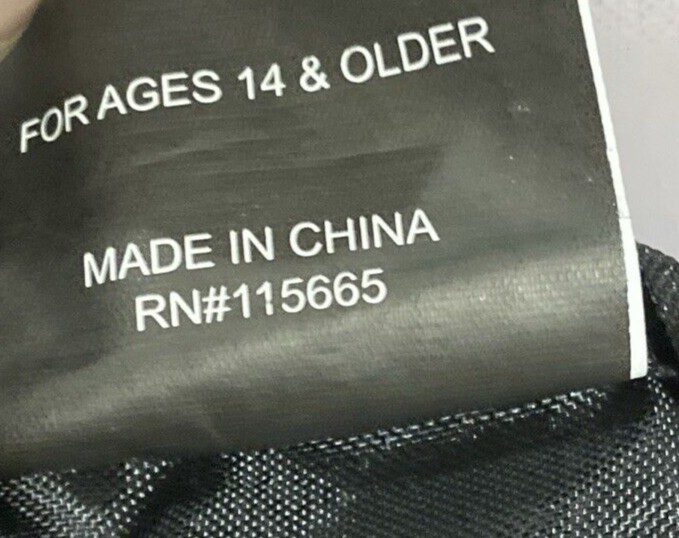 FOR AGES 14 & OLDER
MADE IN CHINA
RN#115665